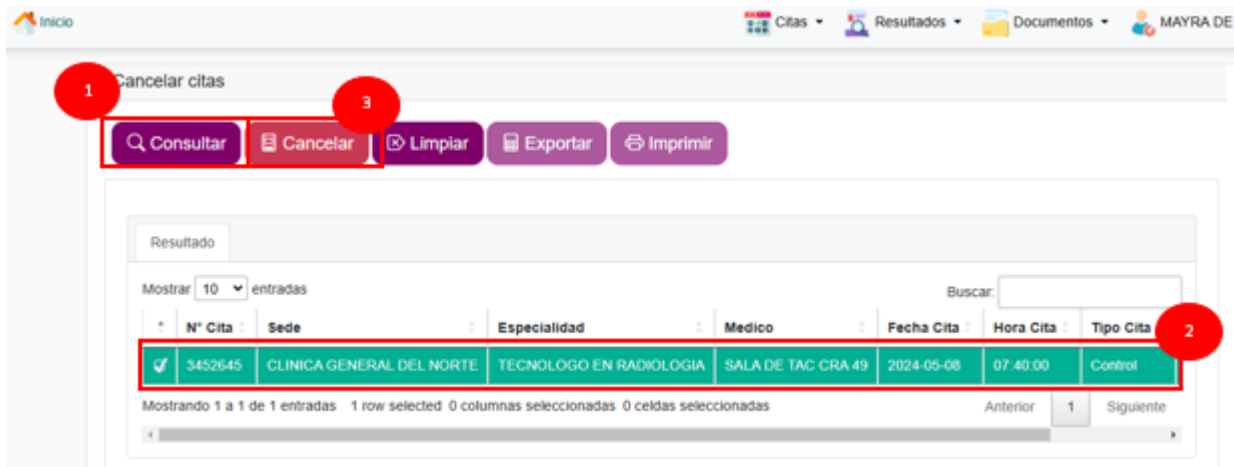 Inicio Citas Resultados Documentos MAYRA DE
Cancelar citas
1
3
Consultar Cancelar Limpiar Exportar Imprimir
Resultado
Mostrar 10 entradas
Buscar:
N° Cita Sede Especialidad Medico Fecha Cita Hora Cita Tipo Cita
2
3452645 CLINICA GENERAL DEL NORTE TECNOLOGO EN RADIOLOGIA SALA DE TAC CRA 49 2024-05-08 07:40:00 Control
Mostrando 1 a 1 de 1 entradas 1 row selected 0 columnas seleccionadas 0 celdas seleccionadas Anterior 1 Siguiente